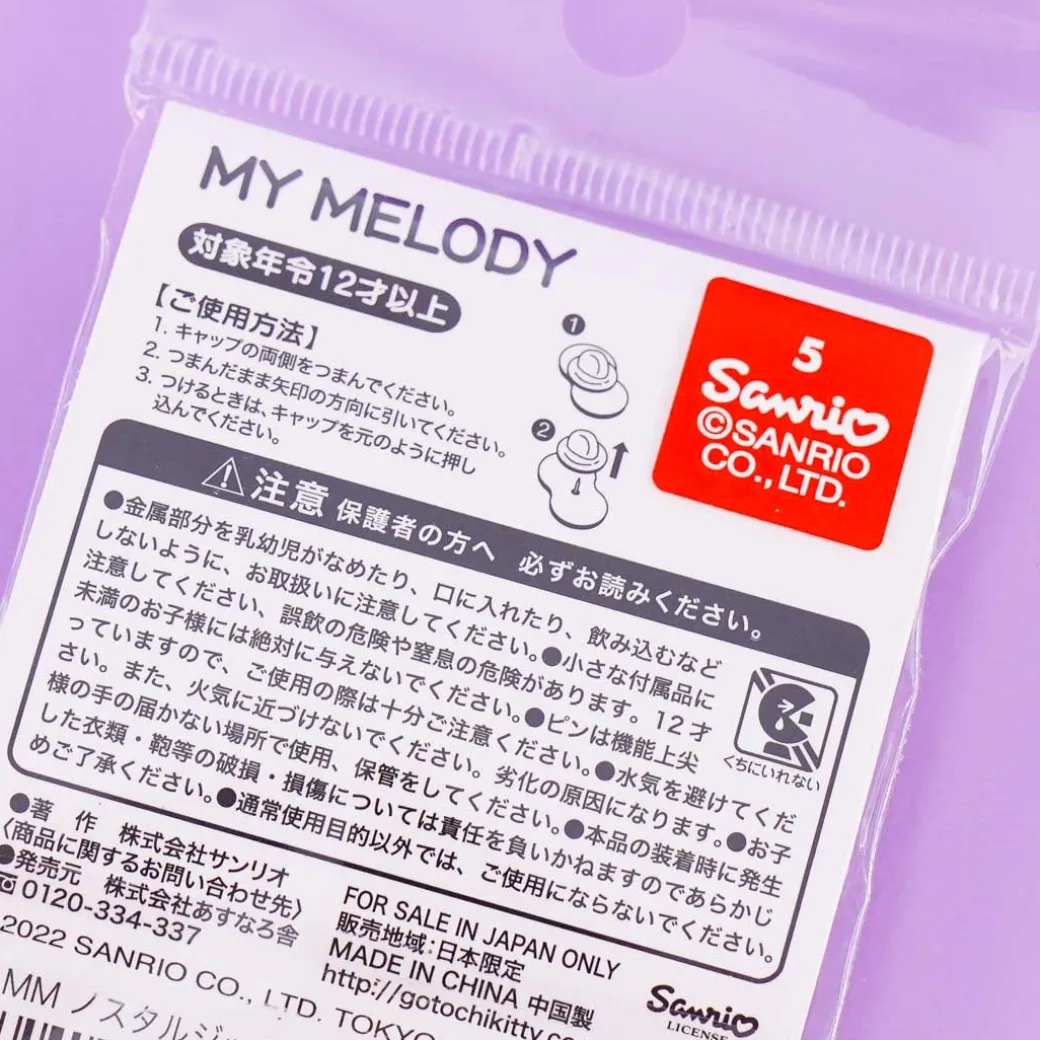 MY MELODY
対象年令12才以上
【ご使用方法】
1. キャップの両側をつまんでください。
2. つまんだまま矢印の方向に引いてください。
3. つけるときは、キャップを元のように押し
込んでください。
1
2
5
Sanrio
©SANRIO
CO., LTD.
注意 保護者の方へ 必ずお読みください。
●金属部分を乳幼児がなめたり、口に入れたり、飲み込むなど
しないように、お取扱いに注意してください。●小さな付属品に
注意してください、誤飲の危険や窒息の危険があります。12才
未満のお子様には絶対に与えないでください。●ピンは機能上尖
っていますので、ご使用の際は十分ご注意ください。●水気を避けてくだ
さい。また、火気に近づけないでください。劣化の原因になります。●お子
様の手の届かない場所で使用、保管をしてください。●本品の装着時に発生
した衣類・鞄等の破損・損傷については責任を負いかねますのであらかじ
めご了承ください。●通常使用目的以外では、ご使用にならないでください。
くちにいれない
●著 作 株式会社サンリオ
〈商品に関するお問い合わせ先〉
●発売元 株式会社あすなろ舎
0120-334-337
2022 SANRIO CO., LTD. TOKYO
MM ノスタルジ
FOR SALE IN JAPAN ONLY
販売地域:日本限定
MADE IN CHINA 中国製
http://gotochikitty.co
Sanrio
LICENSE